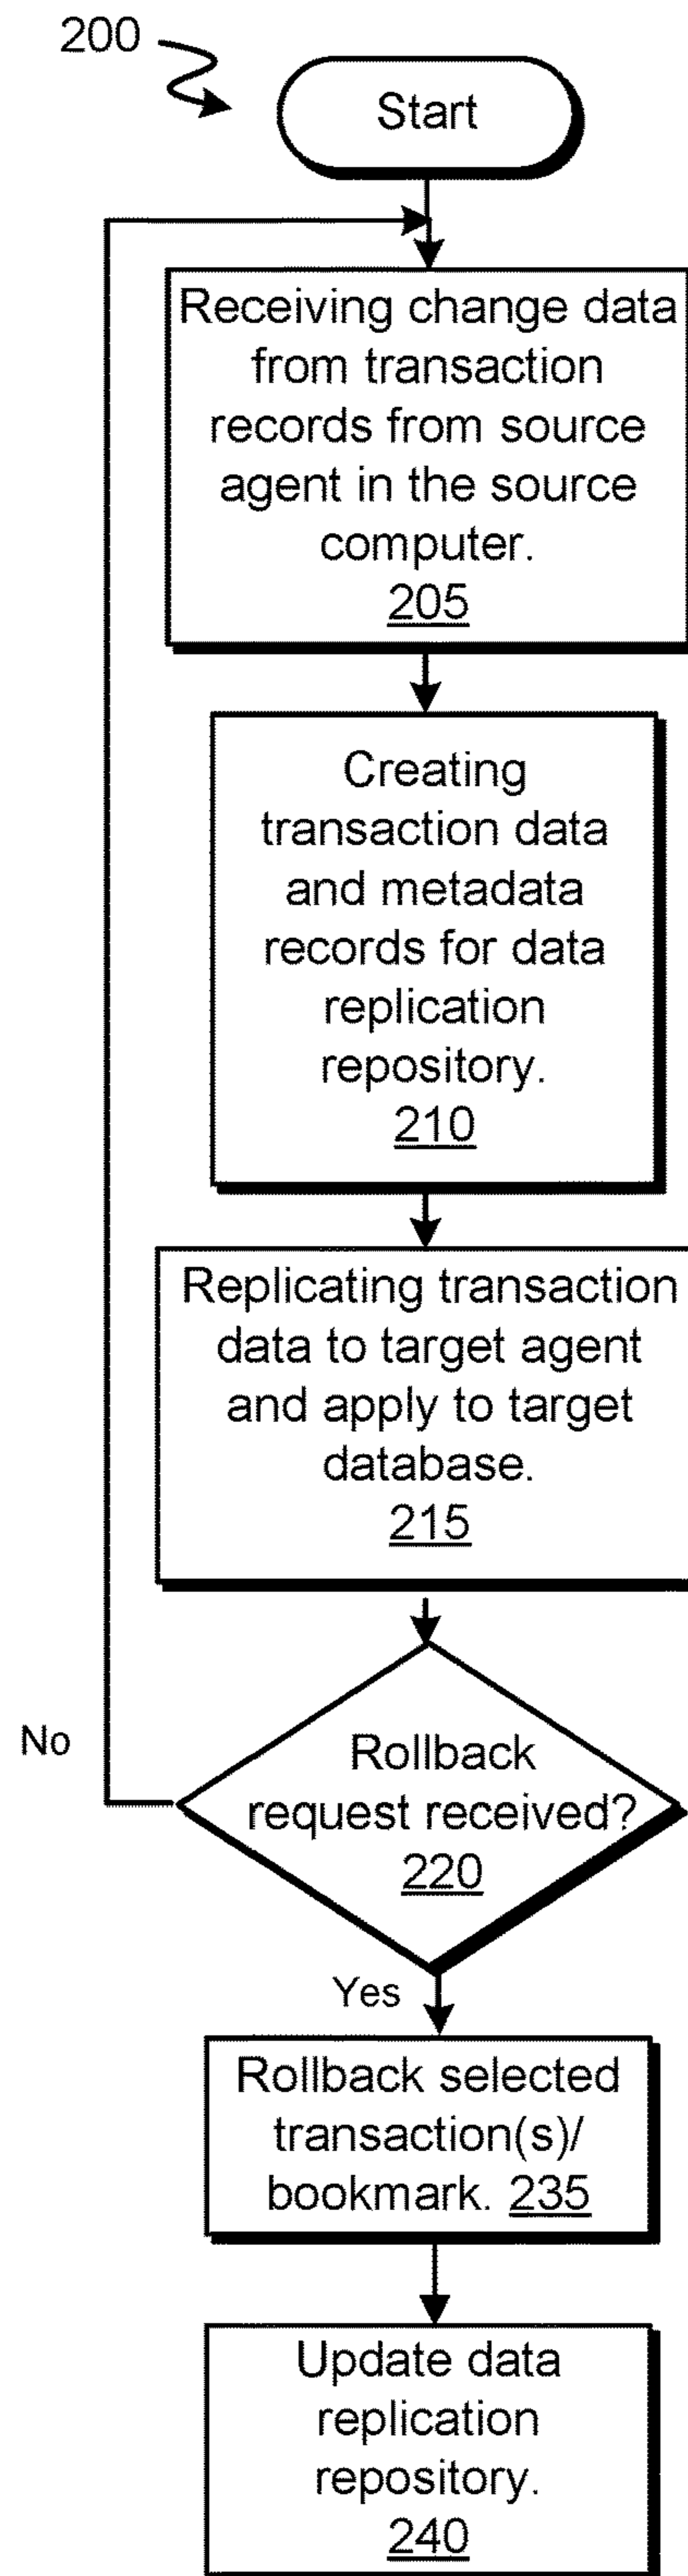 200
Start
Receiving change data
from transaction
records from source
agent in the source
computer.
205
Creating
transaction data
and metadata
records for data
replication
repository.
210
Replicating transaction
data to target agent
and apply to target
database.
215
No
Rollback
request received?
220
Yes
Rollback selected
transaction(s)/
bookmark. 235
Update data
replication
repository.
240